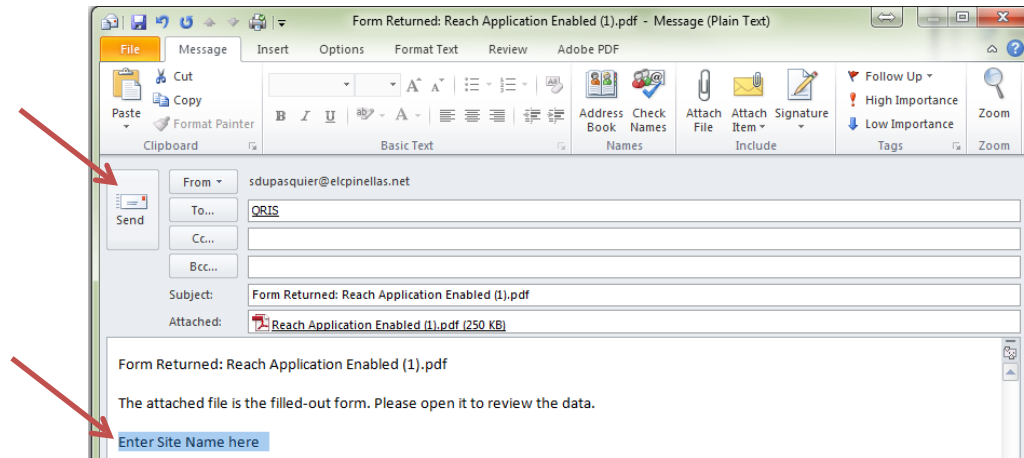 Form Returned: Reach Application Enabled (1).pdf - Message (Plain Text)
File Message Insert Options Format Text Review Adobe PDF
Paste
Cut
Copy
Format Painter
Clipboard
B I U ab A
A A
Basic Text
Address Book
Check Names
Names
Attach File
Attach Item
Signature
Include
Follow Up
High Importance
Low Importance
Tags
Zoom
Zoom
Send
From sdupasquier@elcpinellas.net
To... QRIS
Cc...
Bcc...
Subject: Form Returned: Reach Application Enabled (1).pdf
Attached: Reach Application Enabled (1).pdf (250 KB)
Form Returned: Reach Application Enabled (1).pdf
The attached file is the filled-out form. Please open it to review the data.
Enter Site Name here